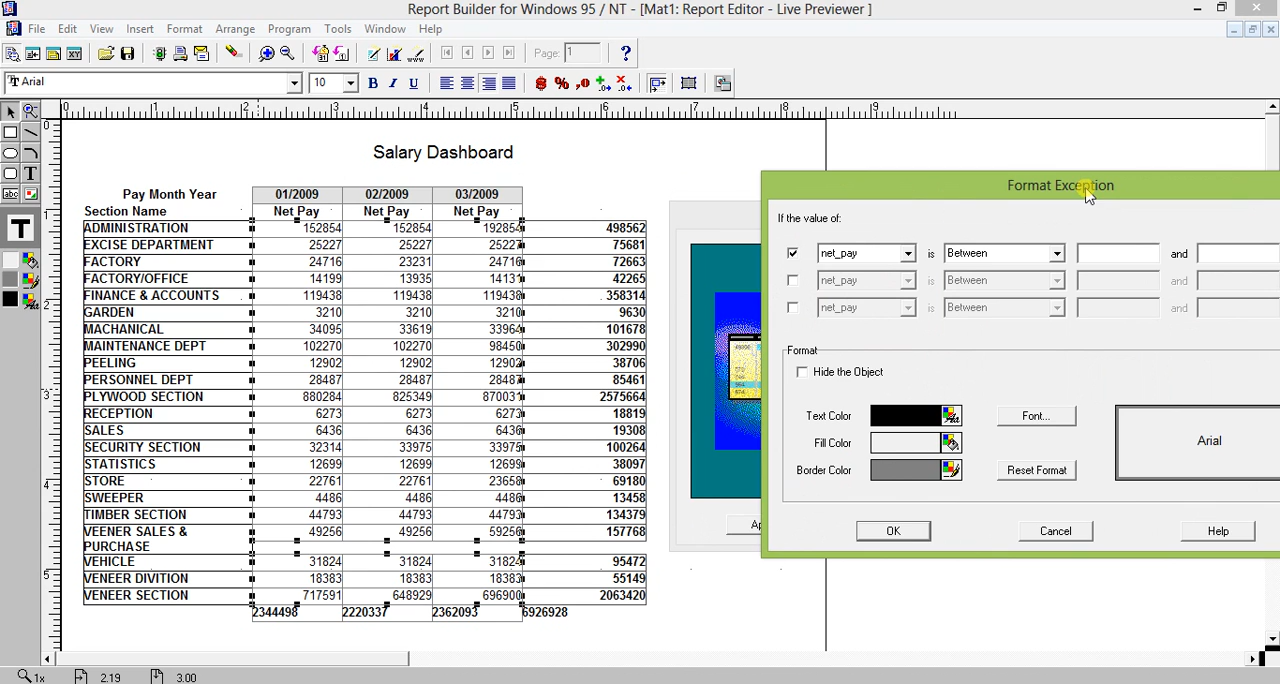 Report Builder for Windows 95 / NT - [Mat1: Report Editor - Live Previewer ]
File Edit View Insert Format Arrange Program Tools Window Help
Page: 1
Arial 10 B I U
0 1 2 3 4 5 6 7 8 9
Salary Dashboard
Pay Month Year 01/2009 02/2009 03/2009
Section Name Net Pay Net Pay Net Pay
ADMINISTRATION 152854 152854 192854 498562
EXCISE DEPARTMENT 25227 25227 25227 75681
FACTORY 24716 23231 24716 72663
FACTORY/OFFICE 14199 13935 14131 42265
FINANCE & ACCOUNTS 119438 119438 119438 358314
GARDEN 3210 3210 3210 9630
MACHANICAL 34095 33619 33964 101678
MAINTENANCE DEPT 102270 102270 98450 302990
PEELING 12902 12902 12902 38706
PERSONNEL DEPT 28487 28487 28487 85461
PLYWOOD SECTION 880284 825349 870031 2575664
RECEPTION 6273 6273 6273 18819
SALES 6436 6436 6436 19308
SECURITY SECTION 32314 33975 33975 100264
STATISTICS 12699 12699 12699 38097
STORE 22761 22761 23658 69180
SWEEPER 4486 4486 4486 13458
TIMBER SECTION 44793 44793 44793 134379
VEENER SALES & 49256 49256 59256 157768
PURCHASE
VEHICLE 31824 31824 31824 95472
VENEER DIVITION 18383 18383 18383 55149
VENEER SECTION 717591 648929 696900 2063420
2344498 2220337 2362093 6926928
Format Exception
If the value of:
net_pay is Between and
net_pay is Between and
net_pay is Between and
Format
Hide the Object
Text Color Font...
Fill Color Arial
Border Color Reset Format
OK Cancel Help
Ap
1x 2.19 3.00